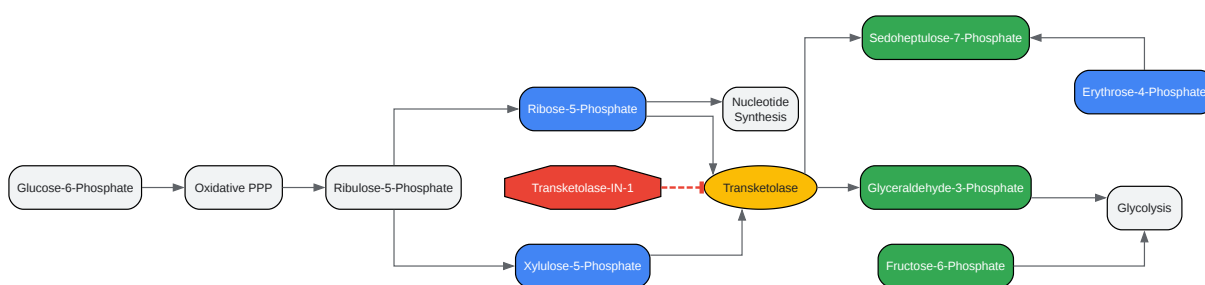 Sedoheptulose-7-Phosphate
Erythrose-4-Phosphate
Ribose-5-Phosphate
Nucleotide
Synthesis
Glucose-6-Phosphate
Oxidative PPP
Ribulose-5-Phosphate
Transketolase-IN-1
Transketolase
Glyceraldehyde-3-Phosphate
Glycolysis
Xylulose-5-Phosphate
Fructose-6-Phosphate